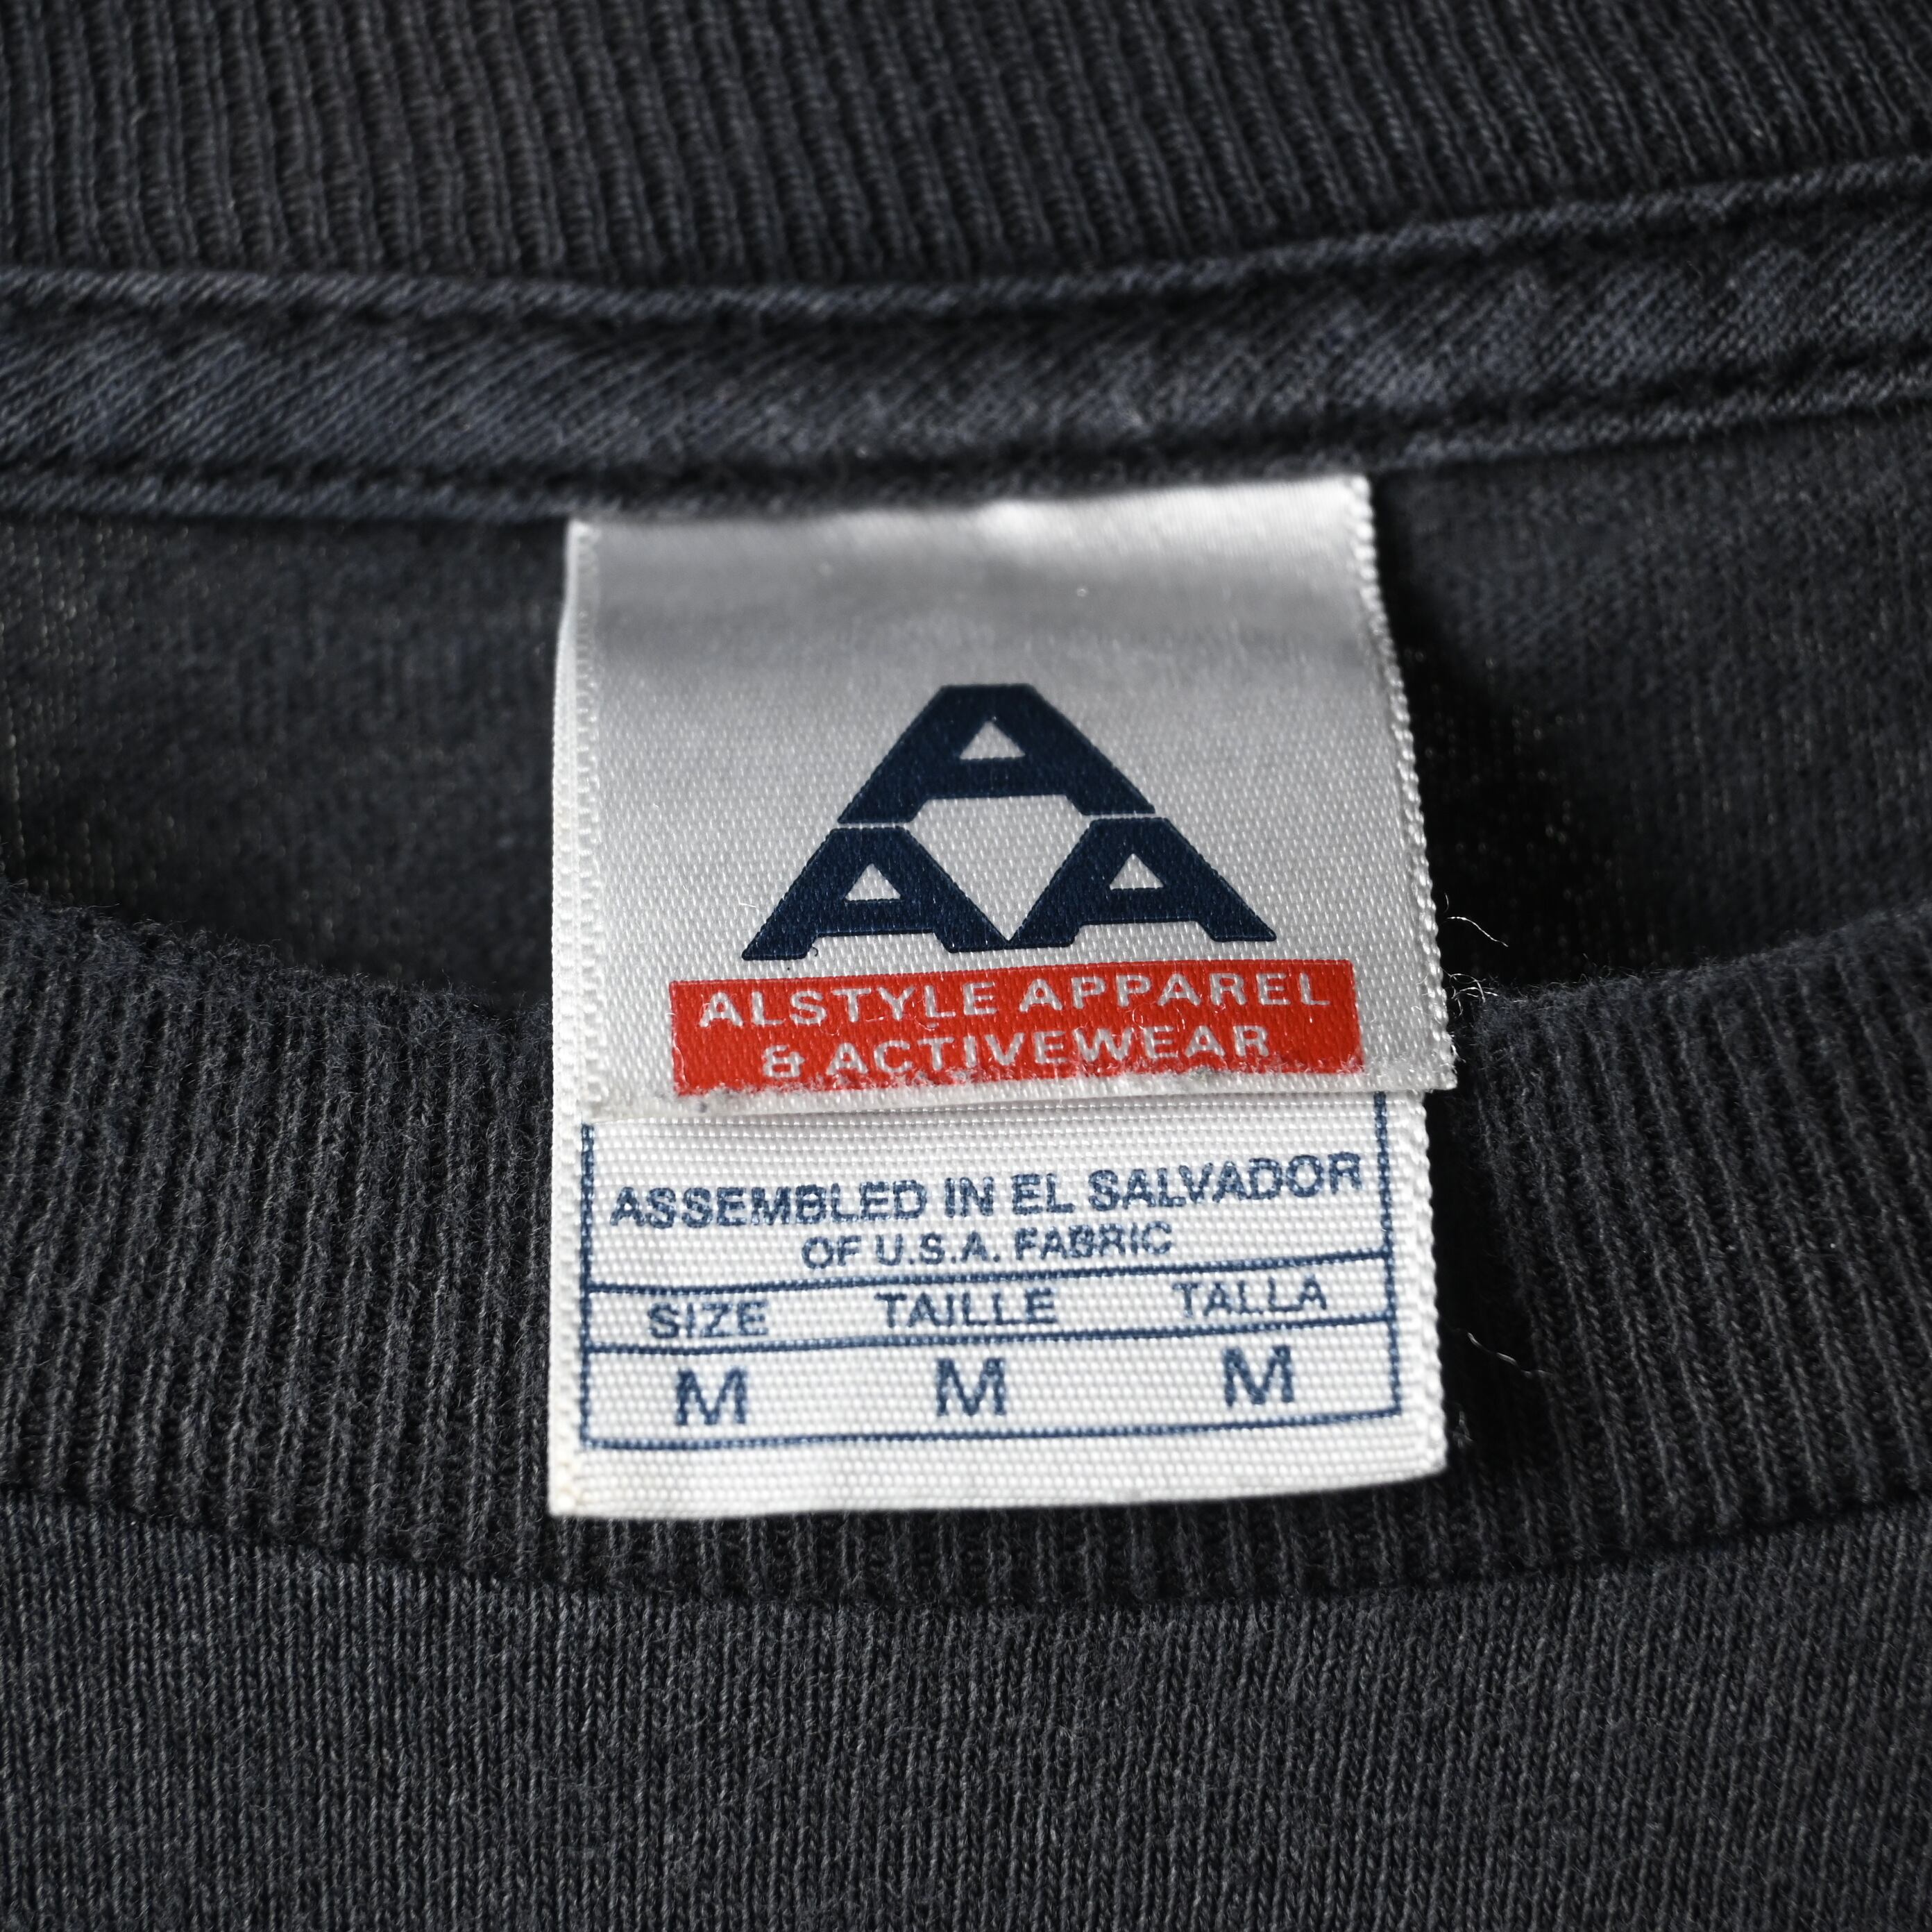 A
A A
ALSTYLE APPAREL
& ACTIVEWEAR
ASSEMBLED IN EL SALVADOR
OF U.S.A. FABRIC
SIZE TAILLE TALLA
M M M